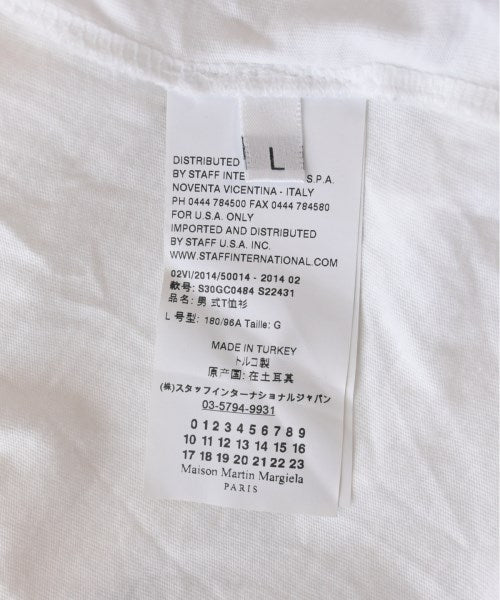 L
DISTRIBUTED
BY STAFF INTE S.P.A.
NOVENTA VICENTINA - ITALY
PH 0444 784500 FAX 0444 784580
FOR U.S.A. ONLY
IMPORTED AND DISTRIBUTED
BY STAFF U.S.A. INC.
WWW.STAFFINTERNATIONAL.COM
02VI/2014/50014 - 2014 02
款号: S30GC0484 S22431
品名: 男 式T恤衫
L 号型: 180/96A Taille: G
MADE IN TURKEY
トルコ製
原产国: 在土耳其
(株)スタッフインターナショナルジャパン
03-5794-9931
0 1 2 3 4 5 6 7 8 9
10 11 12 13 14 15 16
17 18 19 20 21 22 23
Maison Martin Margiela
PARIS